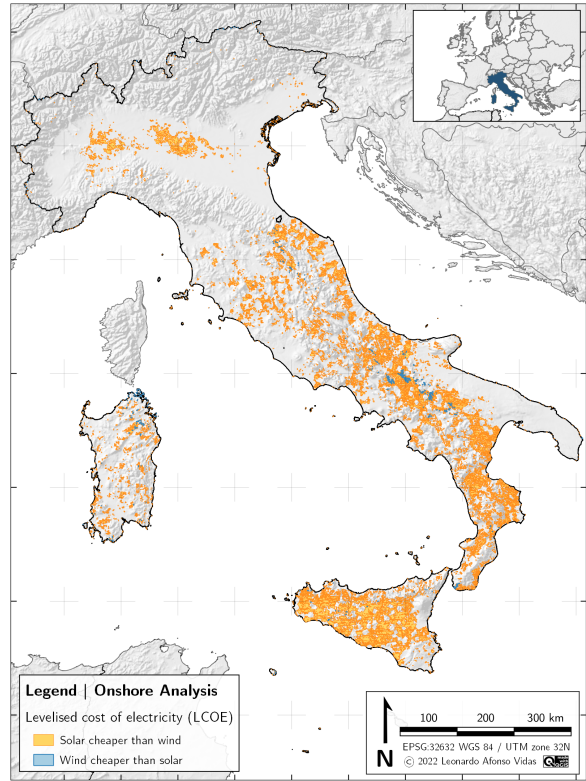 Legend | Onshore Analysis
Levelised cost of electricity (LCOE)
Solar cheaper than wind
Wind cheaper than solar
N
100 200 300 km
EPSG:32632 WGS 84 / UTM zone 32N
© 2022 Leonardo Afonso Vidas